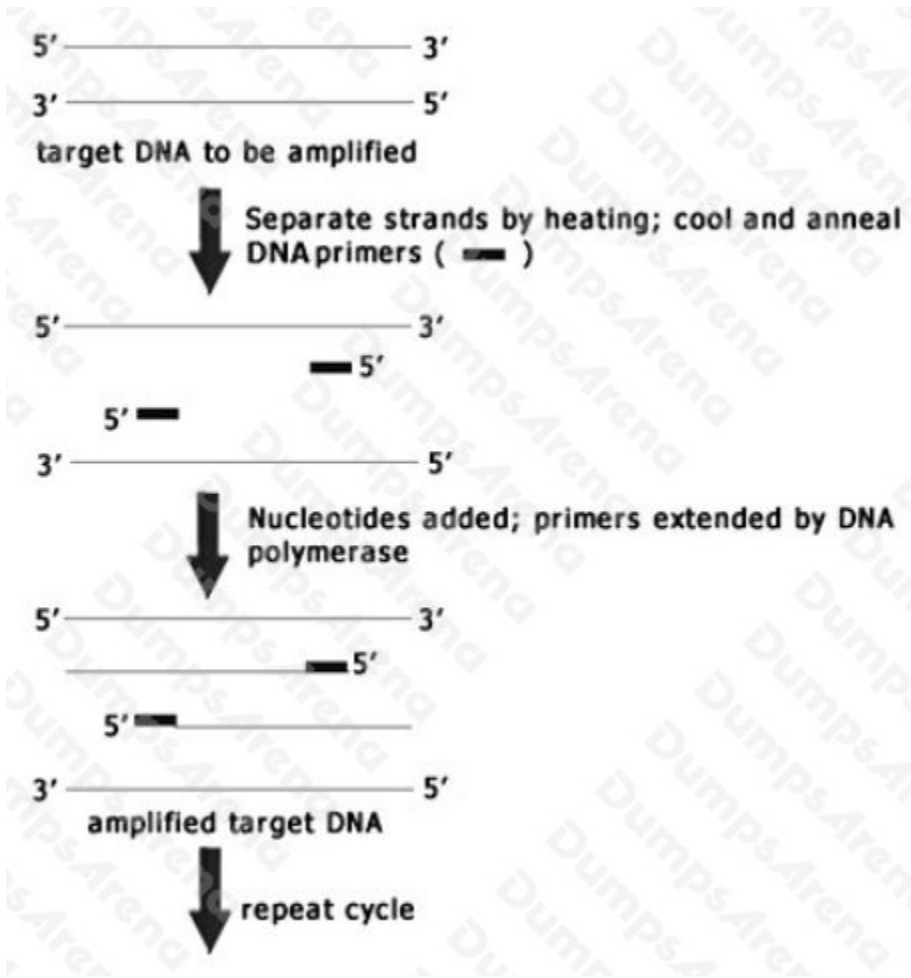 5′ 3′
3′ 5′
target DNA to be amplified
Separate strands by heating; cool and anneal
DNA primers ( )
5′ 3′
5′
5′
3′ 5′
Nucleotides added; primers extended by DNA
polymerase
5′ 3′
5′
5′
3′ 5′
amplified target DNA
repeat cycle
DumpsArena